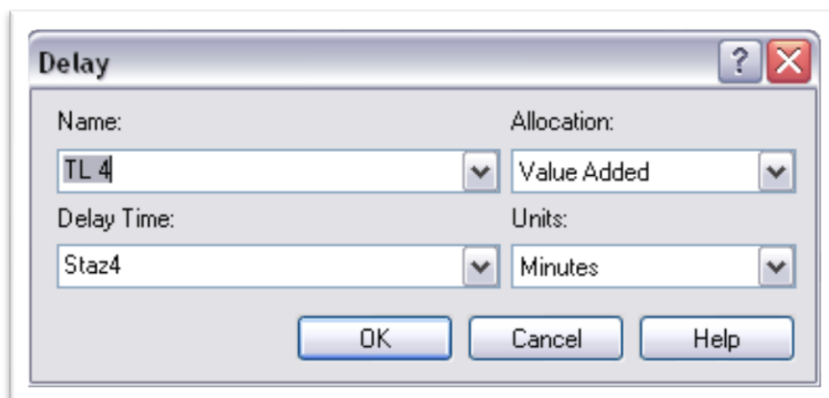 Delay ?
Name: Allocation:
TL 4 Value Added
Delay Time: Units:
Staz4 Minutes
OK Cancel Help